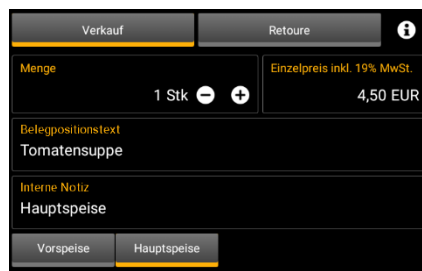 Verkauf
Retoure
Menge
1 Stk
Einzelpreis inkl. 19% MwSt.
4,50 EUR
Belegpositionstext
Tomatensuppe
Interne Notiz
Hauptspeise
Vorspeise
Hauptspeise